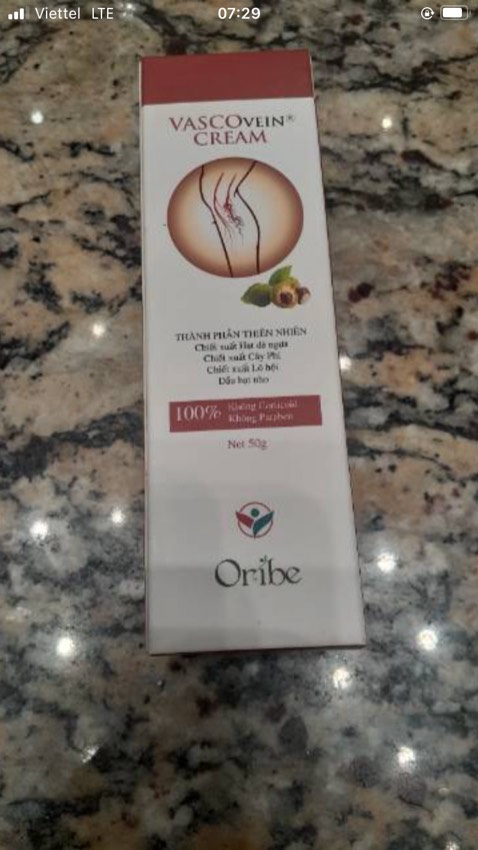 Viettel LTE
07:29
VASCOVEIN®
CREAM
THÀNH PHẦN THIÊN NHIÊN
Chiết xuất Hạt dẻ ngựa
Chiết xuất Cây Phỉ
Chiết xuất Lô hội
Dầu hạt nho
100%
Không Corticoid
Không Paraben
Net 50g
Oribe